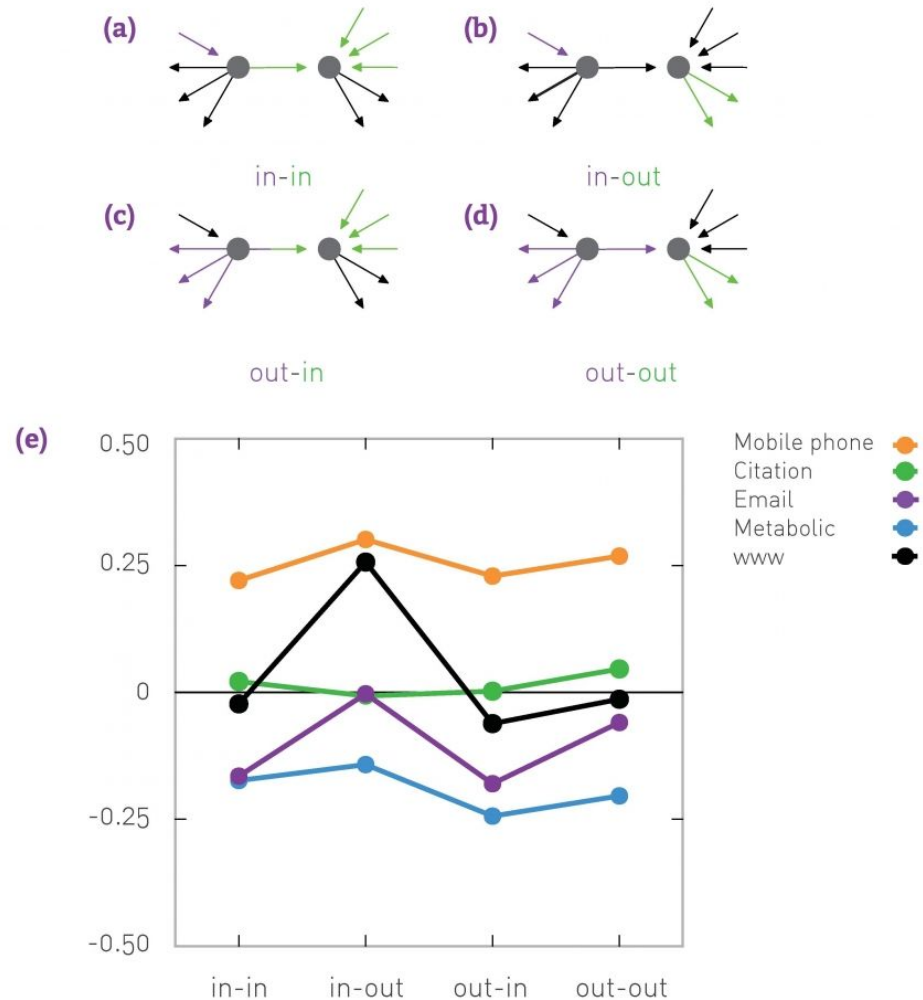 (a)
(b)
in-in
in-out
(c)
(d)
out-in
out-out
(e)
0.50
0.25
0
-0.25
-0.50
in-in
in-out
out-in
out-out
Mobile phone
Citation
Email
Metabolic
www